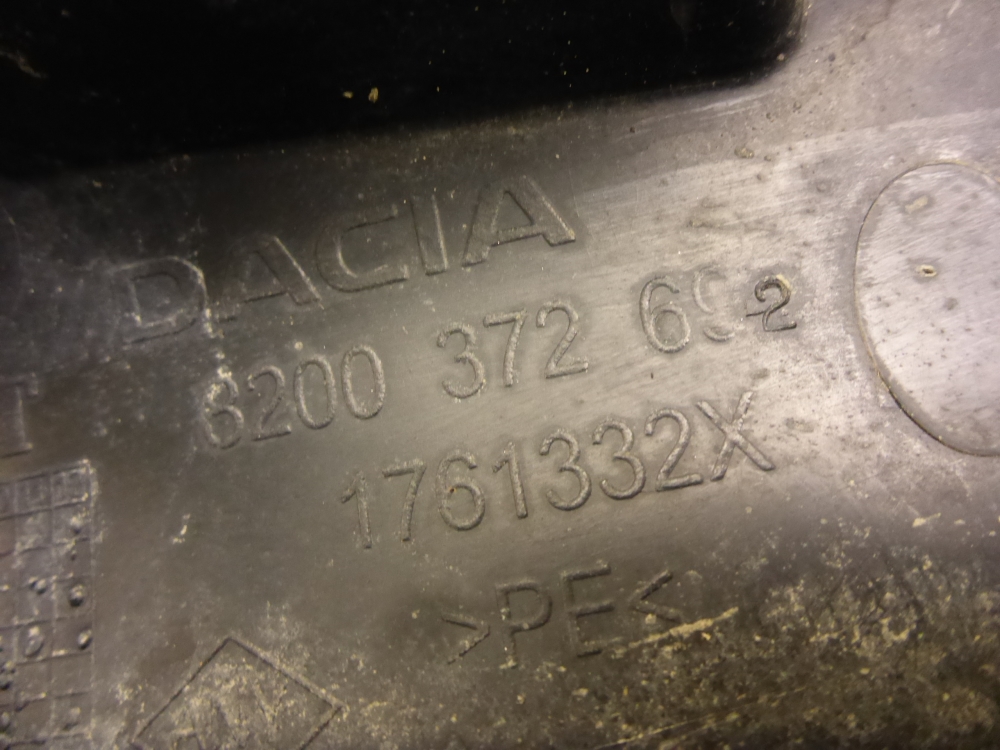 DACIA
8200 372 692
1761332X
>PE<